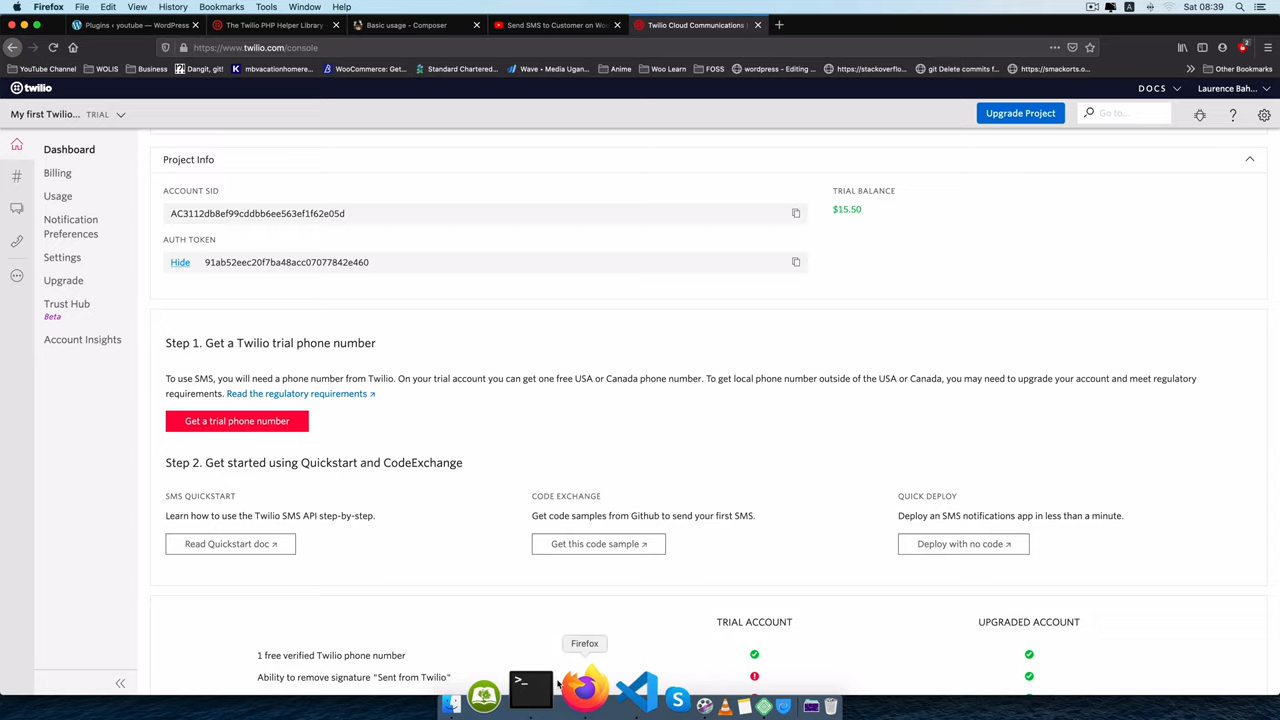 Firefox File Edit View History Bookmarks Tools Window Help
A Sat 08:39
Plugins ‹ youtube — WordPress
The Twilio PHP Helper Library
Basic usage - Composer
Send SMS to Customer on Wo
Twilio Cloud Communications
https://www.twilio.com/console
2
YouTube Channel WOLIS Business Dangit, git! mbvacationhomere... WooCommerce: Get... Standard Chartered... Wave • Media Ugan... Anime Woo Learn FOSS wordpress - Editing ... https://stackoverflo... git Delete commits f... https://smackorts.o... Other Bookmarks
twilio
DOCS
Laurence Bah...
My first Twilio... TRIAL
Upgrade Project
Go to...
?
Dashboard
Billing
Usage
Notification
Preferences
Settings
Upgrade
Trust Hub
Beta
Account Insights
Project Info
ACCOUNT SID
AC3112db8ef99cddbb6ee563ef1f62e05d
TRIAL BALANCE
$15.50
AUTH TOKEN
Hide 91ab52eec20f7ba48acc07077842e460
Step 1. Get a Twilio trial phone number
To use SMS, you will need a phone number from Twilio. On your trial account you can get one free USA or Canada phone number. To get local phone number outside of the USA or Canada, you may need to upgrade your account and meet regulatory
requirements. Read the regulatory requirements
Get a trial phone number
Step 2. Get started using Quickstart and CodeExchange
SMS QUICKSTART
Learn how to use the Twilio SMS API step-by-step.
Read Quickstart doc
CODE EXCHANGE
Get code samples from Github to send your first SMS.
Get this code sample
QUICK DEPLOY
Deploy an SMS notifications app in less than a minute.
Deploy with no code
TRIAL ACCOUNT
UPGRADED ACCOUNT
1 free verified Twilio phone number
Ability to remove signature "Sent from Twilio"
Firefox